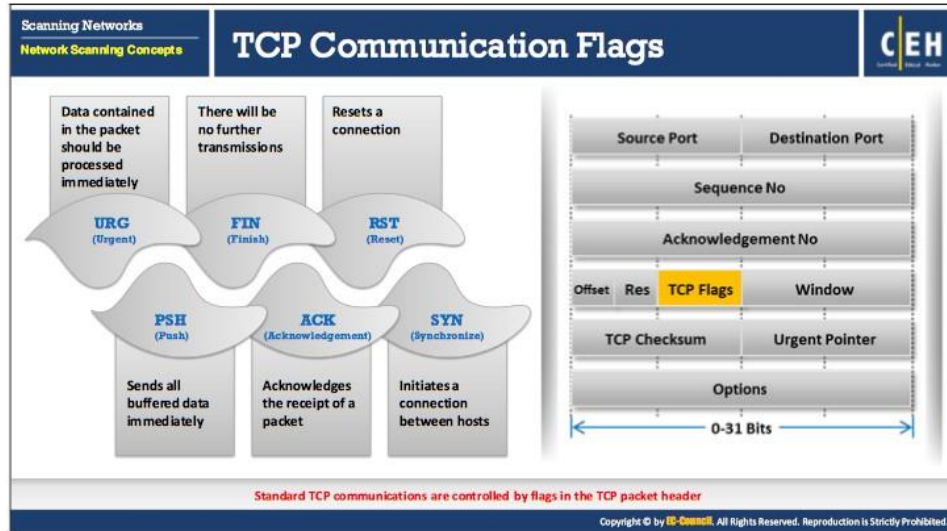 Scanning Networks
Network Scanning Concepts
TCP Communication Flags
CEH
Data contained
in the packet
should be
processed
immediately
There will be
no further
transmissions
Resets a
connection
URG
(Urgent)
FIN
(Finish)
RST
(Reset)
PSH
(Push)
ACK
(Acknowledgement)
SYN
(Synchronize)
Sends all
buffered data
immediately
Acknowledges
the receipt of a
packet
Initiates a
connection
between hosts
Source Port
Destination Port
Sequence No
Acknowledgement No
Offset
Res
TCP Flags
Window
TCP Checksum
Urgent Pointer
Options
0-31 Bits
Standard TCP communications are controlled by flags in the TCP packet header
Copyright © by EC-Council. All Rights Reserved. Reproduction is Strictly Prohibited